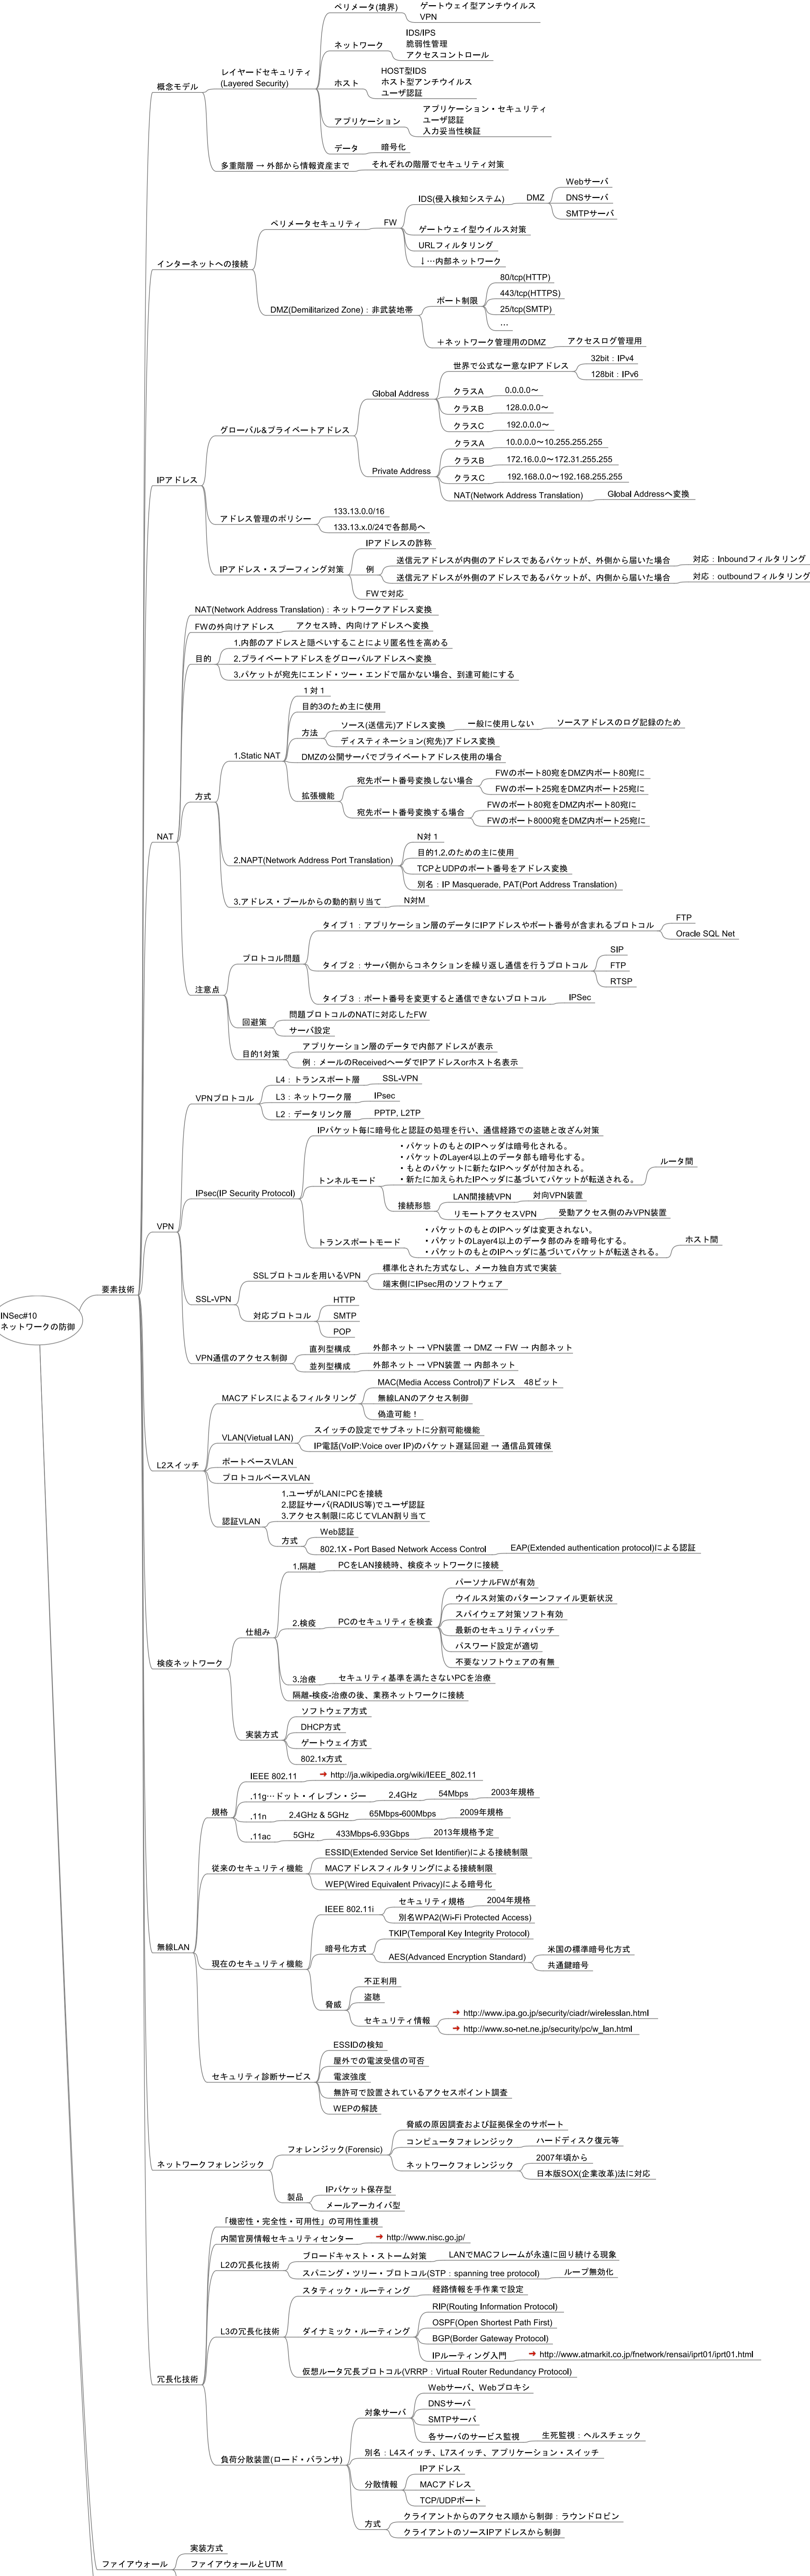 INSec#10
ネットワークの防御
要素技術
概念モデル
レイヤードセキュリティ
(Layered Security)
ペリメータ(境界)
ゲートウェイ型アンチウイルス
VPN
ネットワーク
IDS/IPS
脆弱性管理
アクセスコントロール
ホスト
HOST型IDS
ホスト型アンチウイルス
ユーザ認証
アプリケーション
アプリケーション・セキュリティ
ユーザ認証
入力妥当性検証
データ
暗号化
多重階層 → 外部から情報資産まで
それぞれの階層でセキュリティ対策
インターネットへの接続
ペリメータセキュリティ
FW
IDS(侵入検知システム)
DMZ
Webサーバ
DNSサーバ
SMTPサーバ
ゲートウェイ型ウイルス対策
URLフィルタリング
↓…内部ネットワーク
DMZ(Demilitarized Zone)：非武装地帯
ポート制限
80/tcp(HTTP)
443/tcp(HTTPS)
25/tcp(SMTP)
…
＋ネットワーク管理用のDMZ
アクセスログ管理用
IPアドレス
グローバル&プライベートアドレス
Global Address
世界で公式な一意なIPアドレス
32bit：IPv4
128bit：IPv6
クラスA
0.0.0.0〜
クラスB
128.0.0.0〜
クラスC
192.0.0.0〜
Private Address
クラスA
10.0.0.0〜10.255.255.255
クラスB
172.16.0.0〜172.31.255.255
クラスC
192.168.0.0〜192.168.255.255
NAT(Network Address Translation)
Global Addressへ変換
アドレス管理のポリシー
133.13.0.0/16
133.13.x.0/24で各部局へ
IPアドレス・スプーフィング対策
IPアドレスの詐称
例
送信元アドレスが内側のアドレスであるパケットが、外側から届いた場合
対応：Inboundフィルタリング
送信元アドレスが外側のアドレスであるパケットが、内側から届いた場合
対応：outboundフィルタリング
FWで対応
NAT
NAT(Network Address Translation)：ネットワークアドレス変換
FWの外向けアドレス
アクセス時、内向けアドレスへ変換
目的
1.内部のアドレスと隠ぺいすることにより匿名性を高める
2.プライベートアドレスをグローバルアドレスへ変換
3.パケットが宛先にエンド・ツー・エンドで届かない場合、到達可能にする
方式
1.Static NAT
１対１
目的3のため主に使用
方法
ソース(送信元)アドレス変換
一般に使用しない
ソースアドレスのログ記録のため
ディスティネーション(宛先)アドレス変換
DMZの公開サーバでプライベートアドレス使用の場合
拡張機能
宛先ポート番号変換しない場合
FWのポート80宛をDMZ内ポート80宛に
FWのポート25宛をDMZ内ポート25宛に
宛先ポート番号変換する場合
FWのポート80宛をDMZ内ポート80宛に
FWのポート8000宛をDMZ内ポート25宛に
2.NAPT(Network Address Port Translation)
N対１
目的1,2,のための主に使用
TCPとUDPのポート番号をアドレス変換
別名：IP Masquerade, PAT(Port Address Translation)
3.アドレス・プールからの動的割り当て
N対M
注意点
プロトコル問題
タイプ１：アプリケーション層のデータにIPアドレスやポート番号が含まれるプロトコル
FTP
Oracle SQL Net
タイプ２：サーバ側からコネクションを繰り返し通信を行うプロトコル
SIP
FTP
RTSP
タイプ３：ポート番号を変更すると通信できないプロトコル
IPSec
回避策
問題プロトコルのNATに対応したFW
サーバ設定
目的1対策
アプリケーション層のデータで内部アドレスが表示
例：メールのReceivedヘーダでIPアドレスorホスト名表示
VPN
VPNプロトコル
L4：トランスポート層
SSL-VPN
L3：ネットワーク層
IPsec
L2：データリンク層
PPTP, L2TP
IPsec(IP Security Protocol)
IPパケット毎に暗号化と認証の処理を行い、通信経路での盗聴と改ざん対策
トンネルモード
・パケットのもとのIPヘッダは暗号化される。
・パケットのLayer4以上のデータ部も暗号化する。
・もとのパケットに新たなIPヘッダが付加される。
・新たに加えられたIPヘッダに基づいてパケットが転送される。
ルータ間
接続形態
LAN間接続VPN
対向VPN装置
リモートアクセスVPN
受動アクセス側のみVPN装置
トランスポートモード
・パケットのもとのIPヘッダは変更されない。
・パケットのLayer4以上のデータ部のみを暗号化する。
・パケットのもとのIPヘッダに基づいてパケットが転送される。
ホスト間
SSL-VPN
SSLプロトコルを用いるVPN
標準化された方式なし、メーカ独自方式で実装
端末側にIPsec用のソフトウェア
対応プロトコル
HTTP
SMTP
POP
VPN通信のアクセス制御
直列型構成
外部ネット → VPN装置 → DMZ → FW → 内部ネット
並列型構成
外部ネット → VPN装置 → 内部ネット
L2スイッチ
MACアドレスによるフィルタリング
MAC(Media Access Control)アドレス　48ビット
無線LANのアクセス制御
偽造可能！
VLAN(Vietual LAN)
スイッチの設定でサブネットに分割可能機能
IP電話(VoIP:Voice over IP)のパケット遅延回避 → 通信品質確保
ポートベースVLAN
プロトコルベースVLAN
認証VLAN
1.ユーザがLANにPCを接続
2.認証サーバ(RADIUS等)でユーザ認証
3.アクセス制限に応じてVLAN割り当て
方式
Web認証
802.1X - Port Based Network Access Control
EAP(Extended authentication protocol)による認証
検疫ネットワーク
仕組み
1.隔離
PCをLAN接続時、検疫ネットワークに接続
2.検疫
PCのセキュリティを検査
パーソナルFWが有効
ウイルス対策のパターンファイル更新状況
スパイウェア対策ソフト有効
最新のセキュリティパッチ
パスワード設定が適切
不要なソフトウェアの有無
3.治療
セキュリティ基準を満たさないPCを治療
隔離-検疫-治療の後、業務ネットワークに接続
実装方式
ソフトウェア方式
DHCP方式
ゲートウェイ方式
802.1x方式
無線LAN
規格
IEEE 802.11
→ http://ja.wikipedia.org/wiki/IEEE_802.11
.11g…ドット・イレブン・ジー
2.4GHz
54Mbps
2003年規格
.11n
2.4GHz & 5GHz
65Mbps-600Mbps
2009年規格
.11ac
5GHz
433Mbps-6.93Gbps
2013年規格予定
従来のセキュリティ機能
ESSID(Extended Service Set Identifier)による接続制限
MACアドレスフィルタリングによる接続制限
WEP(Wired Equivalent Privacy)による暗号化
現在のセキュリティ機能
IEEE 802.11i
セキュリティ規格
2004年規格
別名WPA2(Wi-Fi Protected Access)
暗号化方式
TKIP(Temporal Key Integrity Protocol)
AES(Advanced Encryption Standard)
米国の標準暗号化方式
共通鍵暗号
脅威
不正利用
盗聴
セキュリティ情報
→ http://www.ipa.go.jp/security/ciadr/wirelesslan.html
→ http://www.so-net.ne.jp/security/pc/w_lan.html
セキュリティ診断サービス
ESSIDの検知
屋外での電波受信の可否
電波強度
無許可で設置されているアクセスポイント調査
WEPの解読
ネットワークフォレンジック
フォレンジック(Forensic)
脅威の原因調査および証拠保全のサポート
コンピュータフォレンジック
ハードディスク復元等
ネットワークフォレンジック
2007年頃から
日本版SOX(企業改革)法に対応
製品
IPパケット保存型
メールアーカイバ型
冗長化技術
「機密性・完全性・可用性」の可用性重視
内閣官房情報セキュリティセンター
→ http://www.nisc.go.jp/
L2の冗長化技術
ブロードキャスト・ストーム対策
LANでMACフレームが永遠に回り続ける現象
スパニング・ツリー・プロトコル(STP：spanning tree protocol)
ループ無効化
L3の冗長化技術
スタティック・ルーティング
経路情報を手作業で設定
ダイナミック・ルーティング
RIP(Routing Information Protocol)
OSPF(Open Shortest Path First)
BGP(Border Gateway Protocol)
IPルーティング入門
→ http://www.atmarkit.co.jp/fnetwork/rensai/iprt01/iprt01.html
仮想ルータ冗長プロトコル(VRRP：Virtual Router Redundancy Protocol)
負荷分散装置(ロード・バランサ)
対象サーバ
Webサーバ、Webプロキシ
DNSサーバ
SMTPサーバ
各サーバのサービス監視
生死監視：ヘルスチェック
別名：L4スイッチ、L7スイッチ、アプリケーション・スイッチ
分散情報
IPアドレス
MACアドレス
TCP/UDPポート
方式
クライアントからのアクセス順から制御：ラウンドロビン
クライアントのソースIPアドレスから制御
ファイアウォール
実装方式
ファイアウォールとUTM